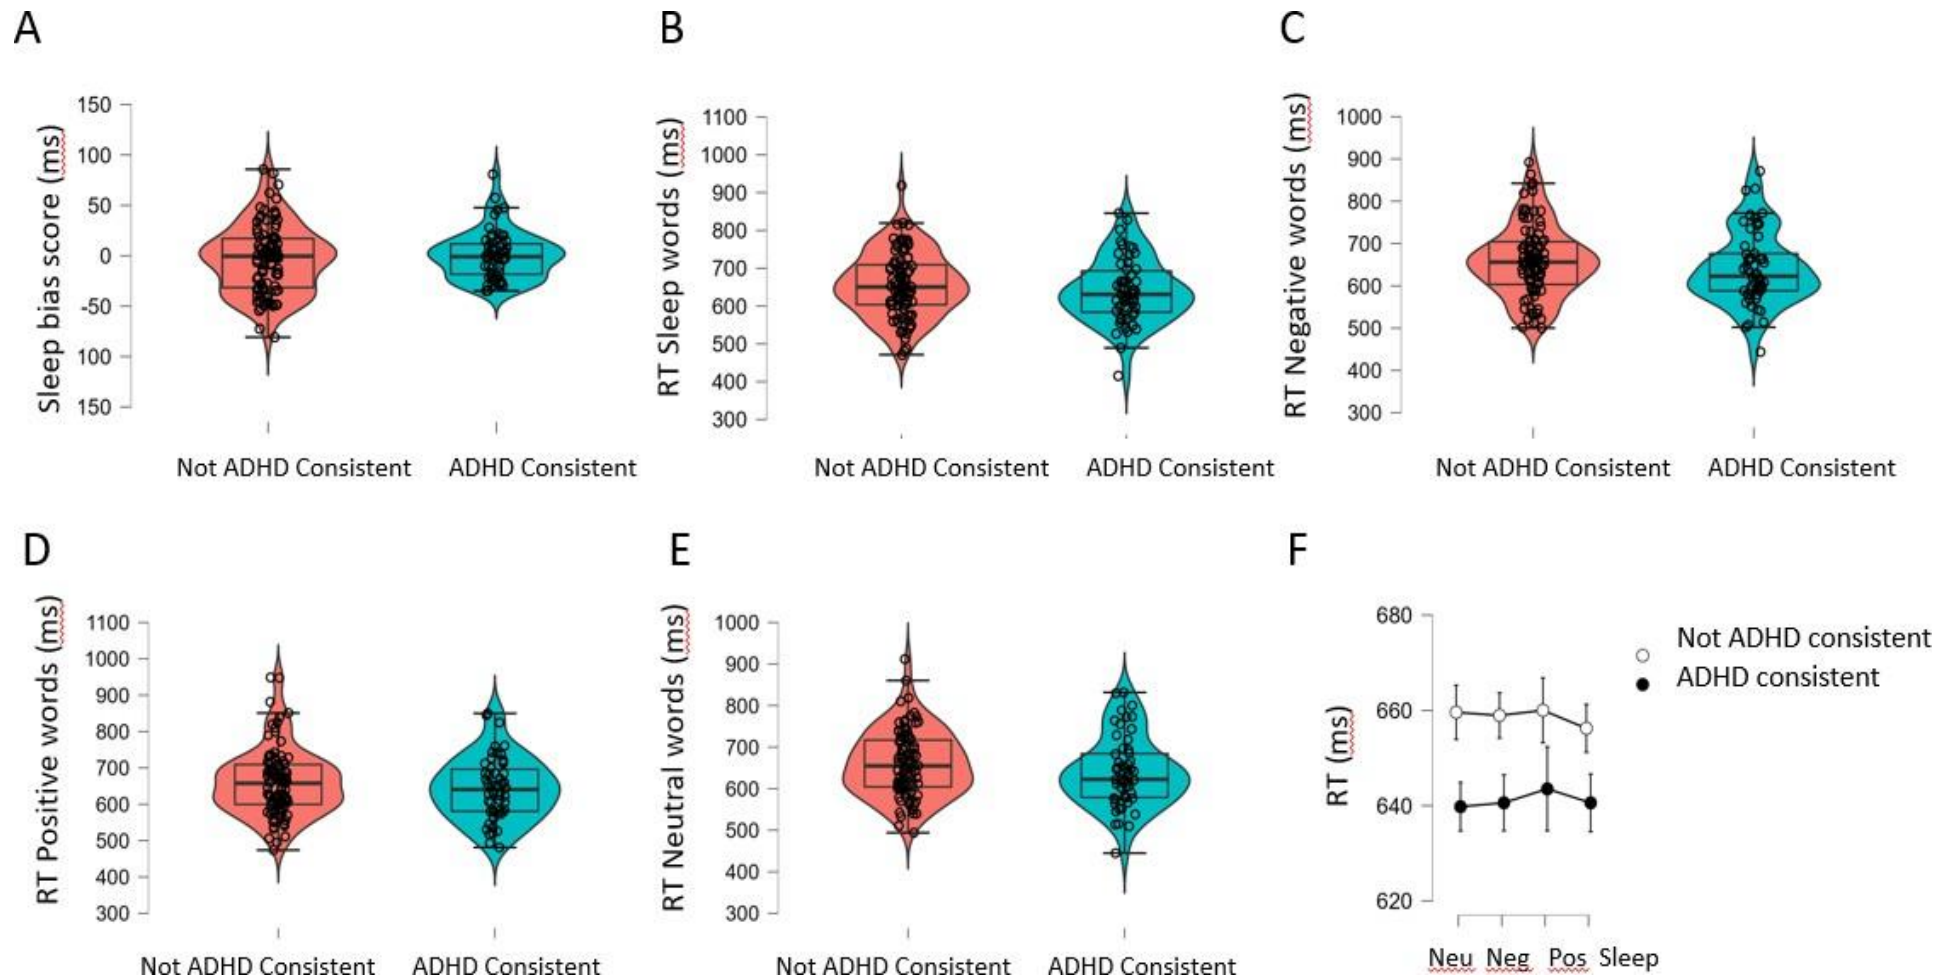 A
B
C
Sleep bias score (ms)
150
100
50
0
-50
100
150
Not ADHD Consistent
ADHD Consistent
RT Sleep words (ms)
1100
1000
900
800
700
600
500
400
300
Not ADHD Consistent
ADHD Consistent
RT Negative words (ms)
1000
900
800
700
600
500
400
300
Not ADHD Consistent
ADHD Consistent
D
E
F
RT Positive words (ms)
1100
1000
900
800
700
600
500
400
300
Not ADHD Consistent
ADHD Consistent
RT Neutral words (ms)
1000
900
800
700
600
500
400
300
Not ADHD Consistent
ADHD Consistent
RT (ms)
680
660
640
620
Neu Neg Pos Sleep
Not ADHD consistent
ADHD consistent